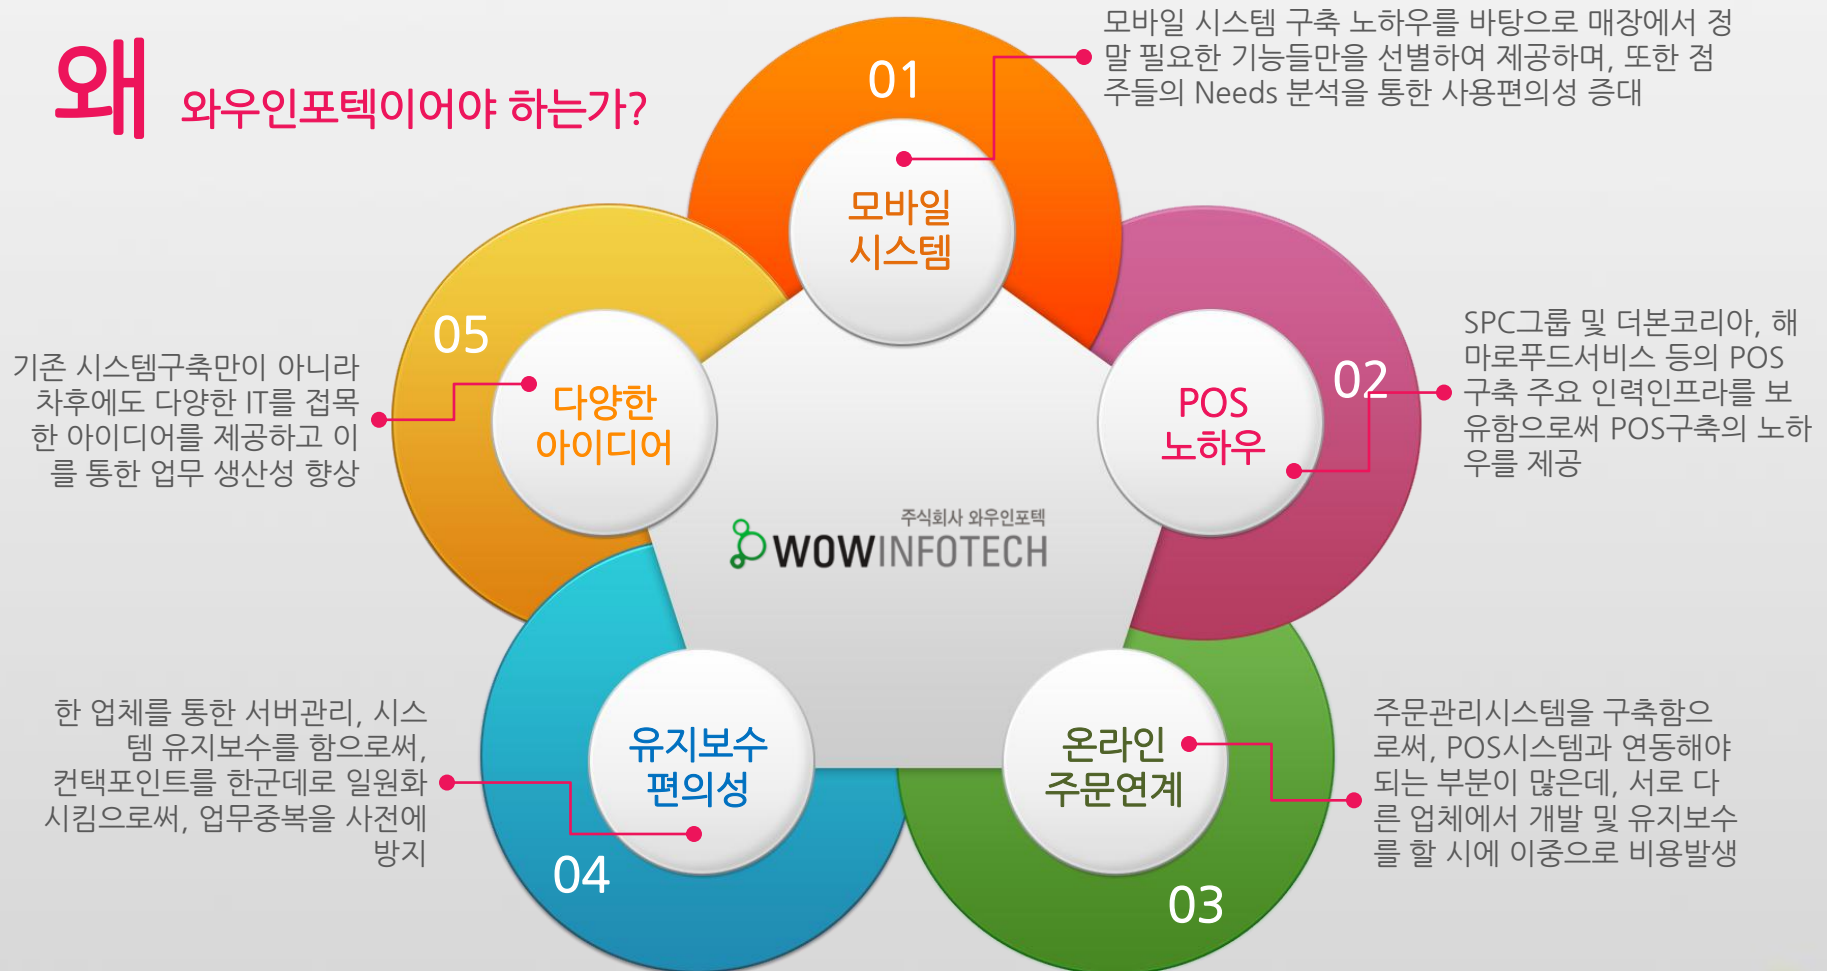 왜 와우인포텍이어야 하는가?
01
모바일
시스템
모바일 시스템 구축 노하우를 바탕으로 매장에서 정
말 필요한 기능들만을 선별하여 제공하며, 또한 점
주들의 Needs 분석을 통한 사용편의성 증대
02
POS
노하우
SPC그룹 및 더본코리아, 해
마로푸드서비스 등의 POS
구축 주요 인력인프라를 보
유함으로써 POS구축의 노하
우를 제공
03
온라인
주문연계
주문관리시스템을 구축함으
로써, POS시스템과 연동해야
되는 부분이 많은데, 서로 다
른 업체에서 개발 및 유지보수
를 할 시에 이중으로 비용발생
04
유지보수
편의성
한 업체를 통한 서버관리, 시스
템 유지보수를 함으로써,
컨택포인트를 한군데로 일원화
시킴으로써, 업무중복을 사전에
방지
05
다양한
아이디어
기존 시스템구축만이 아니라
차후에도 다양한 IT를 접목
한 아이디어를 제공하고 이
를 통한 업무 생산성 향상
주식회사 와우인포텍
WOWINFOTECH